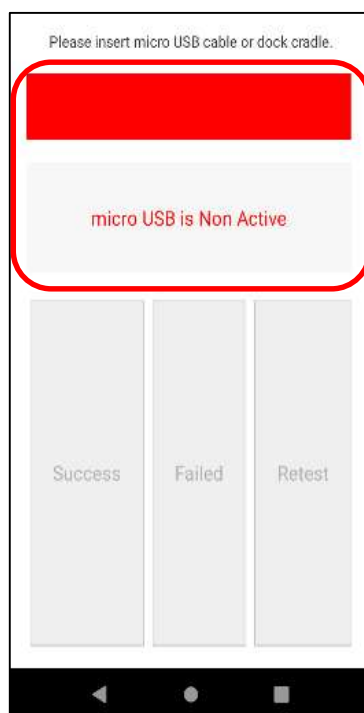 Please insert micro USB cable or dock cradle.
micro USB is Non Active
Success Failed Retest